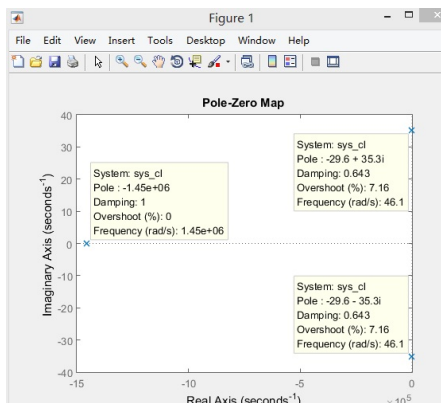 Figure 1
File Edit View Insert Tools Desktop Window Help
Pole-Zero Map
40
30
20
10
0
-10
-20
-30
-40
Imaginary Axis (seconds⁻¹)
System: sys_cl
Pole : -1.45e+06
Damping: 1
Overshoot (%): 0
Frequency (rad/s): 1.45e+06
System: sys_cl
Pole : -29.6 + 35.3i
Damping: 0.643
Overshoot (%): 7.16
Frequency (rad/s): 46.1
System: sys_cl
Pole : -29.6 - 35.3i
Damping: 0.643
Overshoot (%): 7.16
Frequency (rad/s): 46.1
-15 -10 -5 0
Real Axis (seconds⁻¹)
× 10⁵